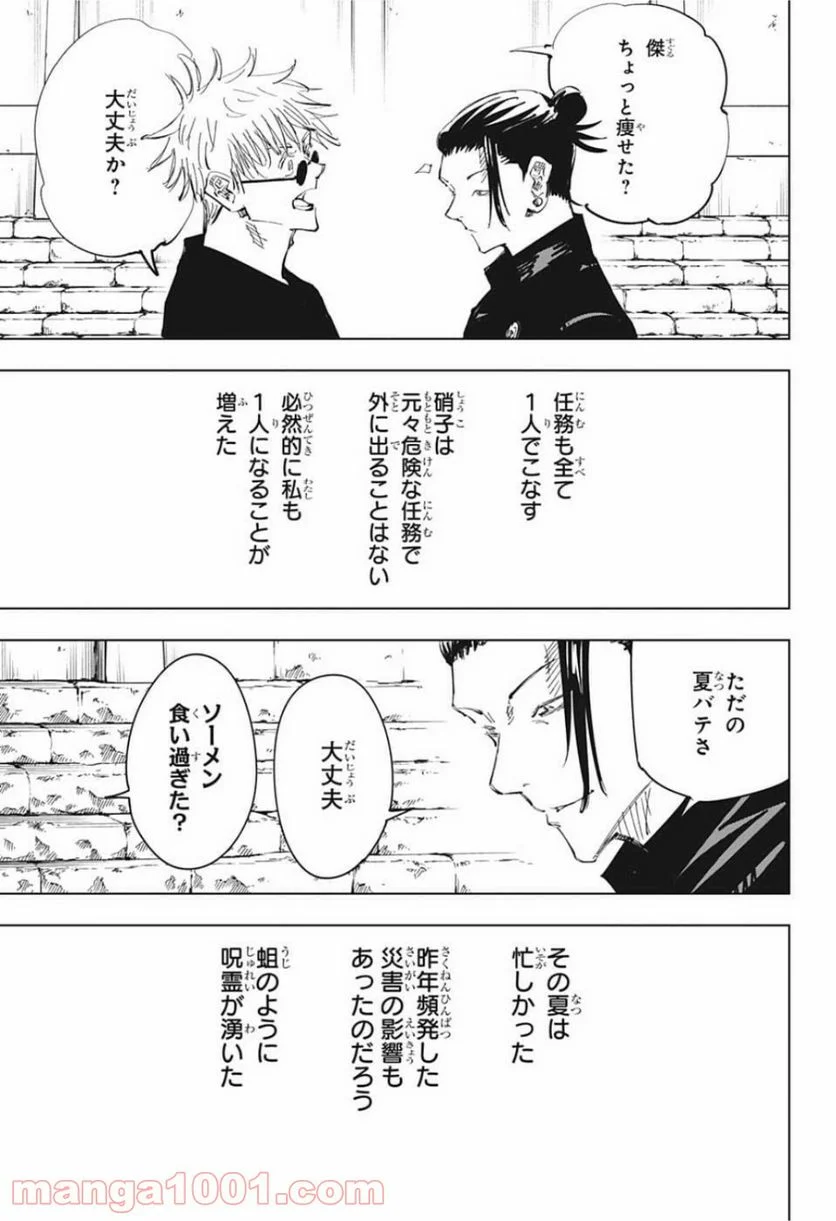 傑
ちょっと痩せた?
大丈夫か?
任務も全て
1人でこなす
硝子は
元々危険な任務で
外に出ることはない
必然的に私も
1人になることが
増えた
ただの
夏バテさ
大丈夫
ソーメン
食い過ぎた?
その夏は
忙しかった
昨年頻発した
災害の影響も
あったのだろう
蛆のように
呪霊が湧いた
manga1001.com